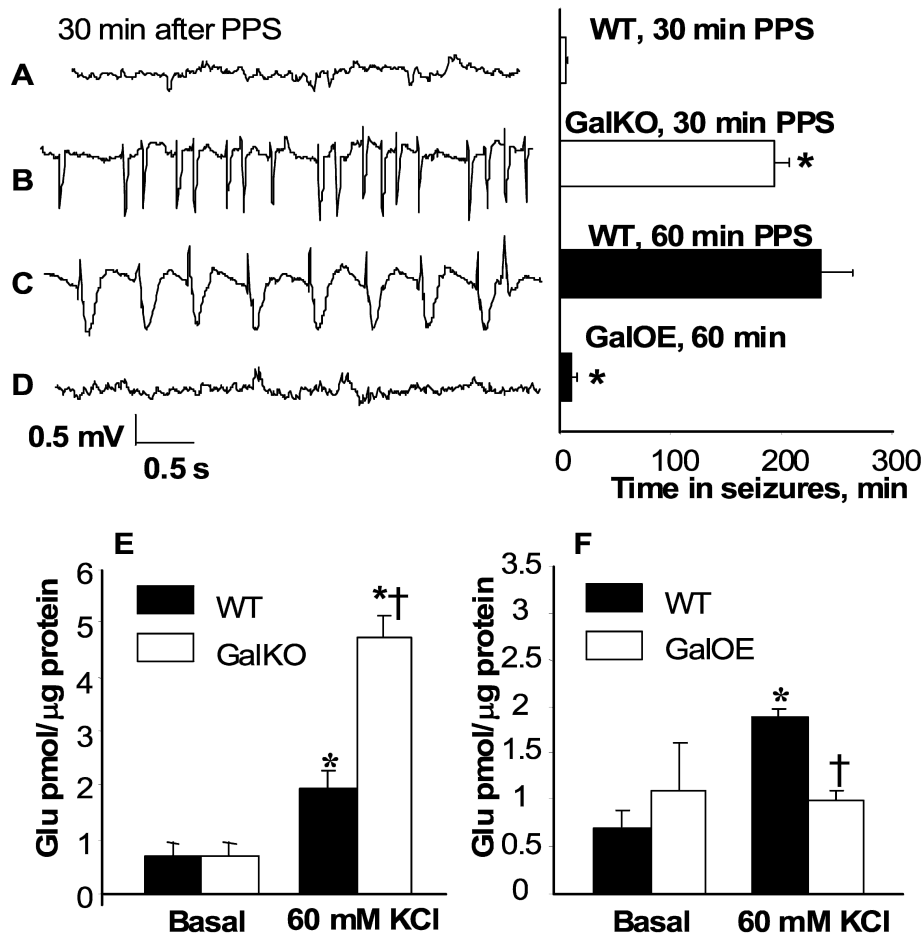 30 min after PPS
A
B
C
D
0.5 mV
0.5 s
WT, 30 min PPS
GalKO, 30 min PPS
*
WT, 60 min PPS
GalOE, 60 min
*
0 100 200 300
Time in seizures, min
E
Glu pmol/µg protein
6
5
4
3
2
1
0
WT
GalKO
*
*†
Basal 60 mM KCl
F
Glu pmol/µg protein
3.5
3
2.5
2
1.5
1
0.5
0
WT
GalOE
*
†
Basal 60 mM KCl